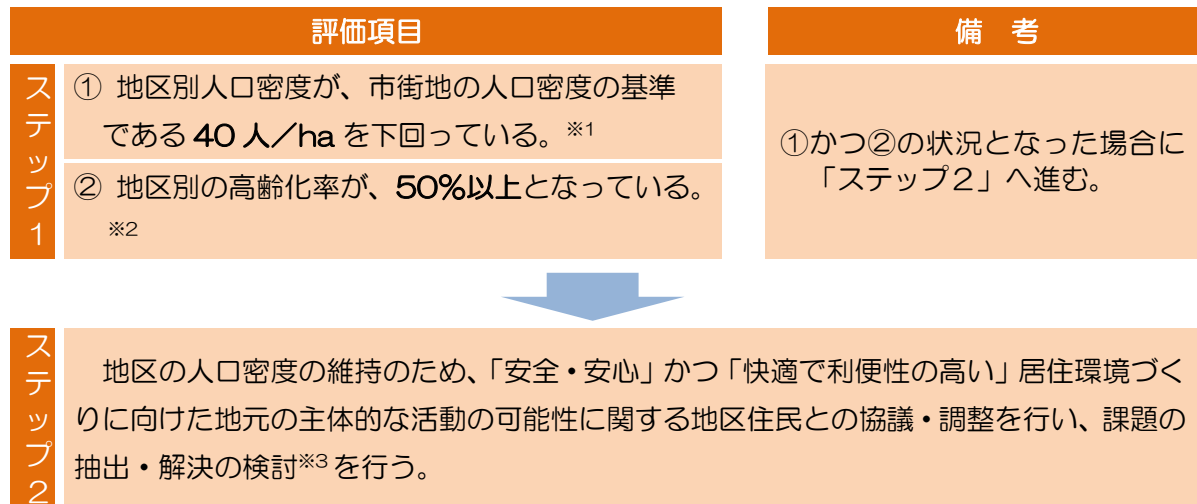 評価項目
備 考
ステップ1
① 地区別人口密度が、市街地の人口密度の基準
である 40 人／ha を下回っている。※1
② 地区別の高齢化率が、50%以上となっている。
※2
①かつ②の状況となった場合に
「ステップ2」へ進む。
ステップ2
地区の人口密度の維持のため、「安全・安心」かつ「快適で利便性の高い」居住環境づく
りに向けた地元の主体的な活動の可能性に関する地区住民との協議・調整を行い、課題の
抽出・解決の検討※3 を行う。